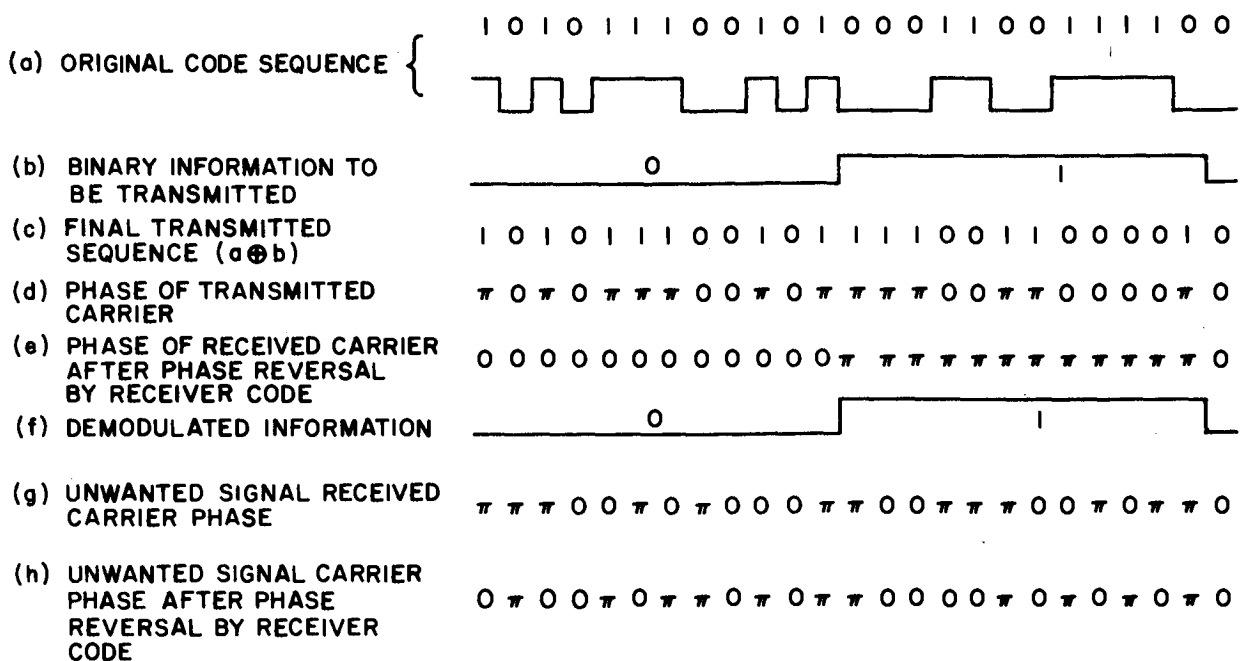 1 0 1 0 1 1 1 0 0 1 0 1 0 0 0 1 1 0 0 1 1 1 1 0 0
(a) ORIGINAL CODE SEQUENCE
(b) BINARY INFORMATION TO
BE TRANSMITTED
0 1
(c) FINAL TRANSMITTED
SEQUENCE (a⊕b)
1 0 1 0 1 1 1 0 0 1 0 1 1 1 1 0 0 1 1 0 0 0 0 1 0
(d) PHASE OF TRANSMITTED
CARRIER
π 0 π 0 π π π 0 0 π 0 π π π π 0 0 π π 0 0 0 0 π 0
(e) PHASE OF RECEIVED CARRIER
AFTER PHASE REVERSAL
BY RECEIVER CODE
0 0 0 0 0 0 0 0 0 0 0 0 π π π π π π π π π π π π 0
(f) DEMODULATED INFORMATION
0 1
(g) UNWANTED SIGNAL RECEIVED
CARRIER PHASE
π π π 0 0 π 0 π 0 0 0 π π 0 0 π π π 0 0 π 0 π π 0
(h) UNWANTED SIGNAL CARRIER
PHASE AFTER PHASE
REVERSAL BY RECEIVER
CODE
0 π 0 0 π 0 π π 0 π 0 π π 0 0 0 0 π 0 π 0 π 0 π 0